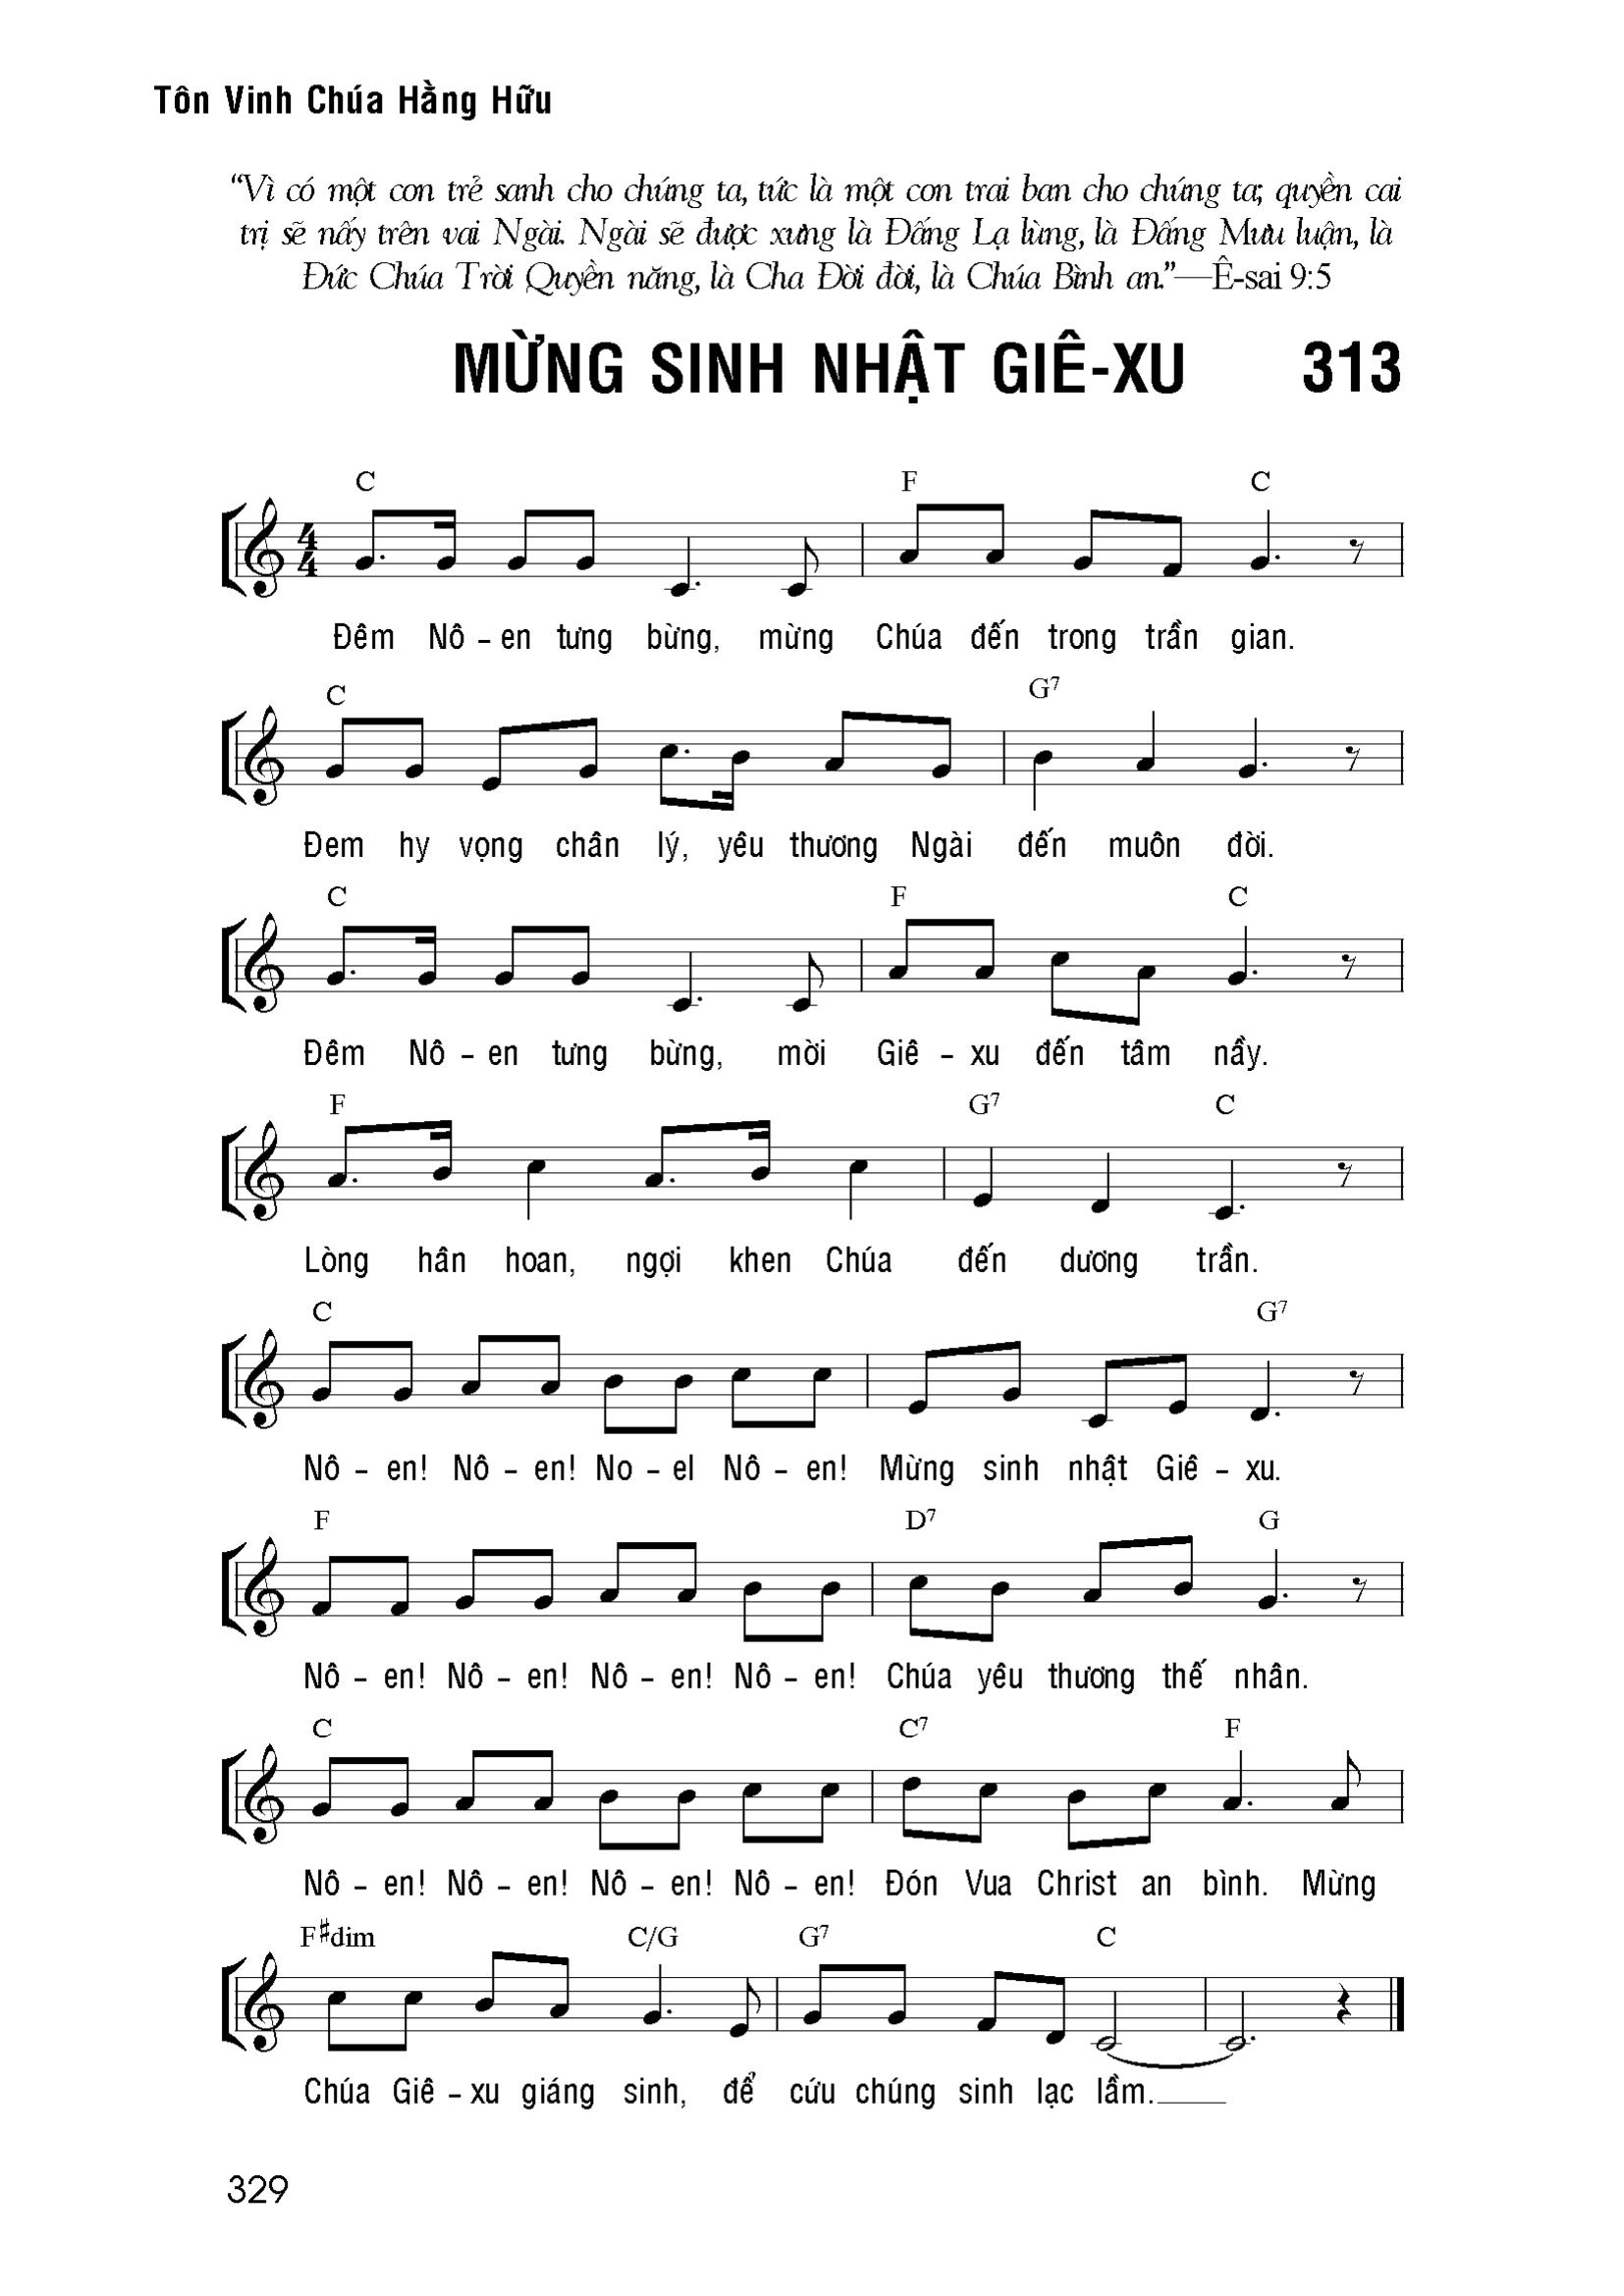 Tôn Vinh Chúa Hằng Hữu
“Vì có một con trẻ sanh cho chúng ta, tức là một con trai ban cho chúng ta; quyền cai
trị sẽ nấy trên vai Ngài. Ngài sẽ được xưng là Đấng Lạ lùng, là Đấng Mưu luận, là
Đức Chúa Trời Quyền năng, là Cha Đời đời, là Chúa Bình an.”—Ê-sai 9:5
MỪNG SINH NHẬT GIÊ-XU 313
C F C
4
4
Đêm Nô – en tưng bừng, mừng Chúa đến trong trần gian.
C G7
Đem hy vọng chân lý, yêu thương Ngài đến muôn đời.
C F C
Đêm Nô – en tưng bừng, mời Giê – xu đến tâm nầy.
F G7 C
Lòng hân hoan, ngợi khen Chúa đến dương trần.
C G7
Nô – en! Nô – en! No – el Nô – en! Mừng sinh nhật Giê – xu.
F D7 G
Nô – en! Nô – en! Nô – en! Nô – en! Chúa yêu thương thế nhân.
C C7 F
Nô – en! Nô – en! Nô – en! Nô – en! Đón Vua Christ an bình. Mừng
F♯dim C/G G7 C
Chúa Giê – xu giáng sinh, để cứu chúng sinh lạc lầm.
329